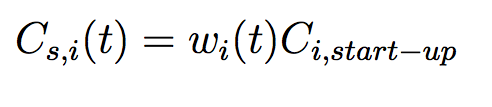 C_{s,i}(t) = w_i(t)C_{i,start-up}